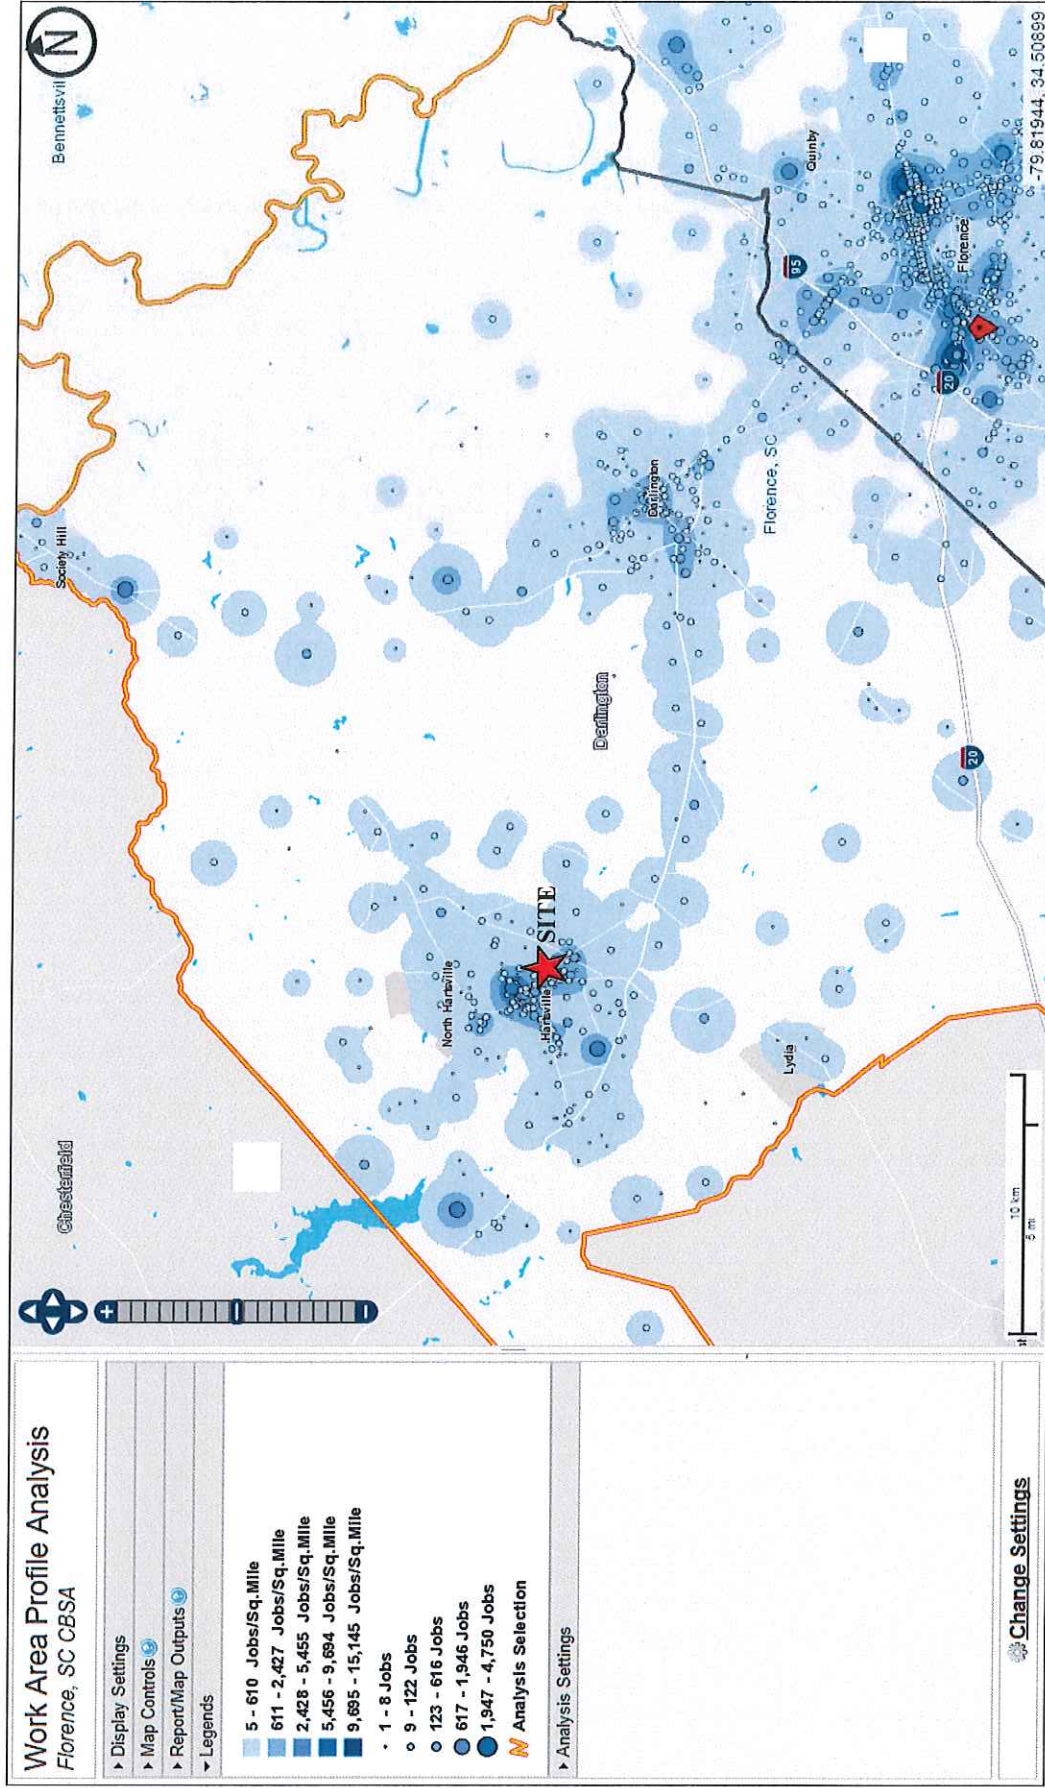 Work Area Profile Analysis
Florence, SC CBSA
Display Settings
Map Controls
Report/Map Outputs
Legends
5 - 610 Jobs/Sq.Mile
611 - 2,427 Jobs/Sq.Mile
2,428 - 5,455 Jobs/Sq.Mile
5,456 - 9,694 Jobs/Sq.Mile
9,695 - 15,145 Jobs/Sq.Mile
1 - 8 Jobs
9 - 122 Jobs
123 - 616 Jobs
617 - 1,946 Jobs
1,947 - 4,750 Jobs
Analysis Selection
Analysis Settings
Change Settings
N
Bennettsvil
Chesterfield
Society Hill
North Hartsville
Hartsville
SITE
Darlington
Darlington
Lydia
Florence, SC
Quinby
Florence
95
20
20
10 km
5 mi
-79.81944, 34.50899